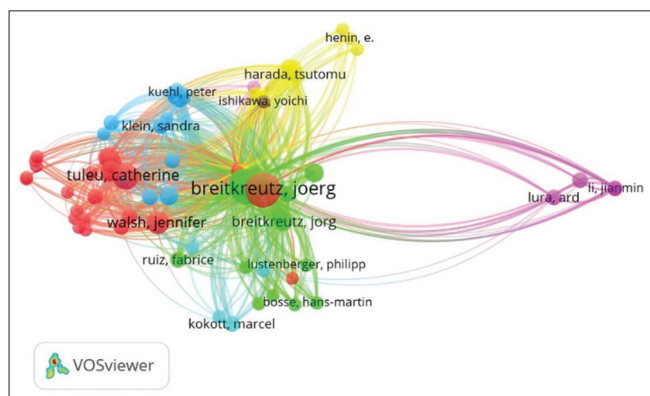 henin, e.
harada, tsutomu
kuehl, peter
ishikawa, yoichi
klein, sandra
tuleu, catherine
breitkreutz, joerg
li, jianmin
lura, ard
walsh, jennifer
breitkreutz, jorg
ruiz, fabrice
lustenberger, philipp
bosse, hans-martin
kokott, marcel
VOSviewer